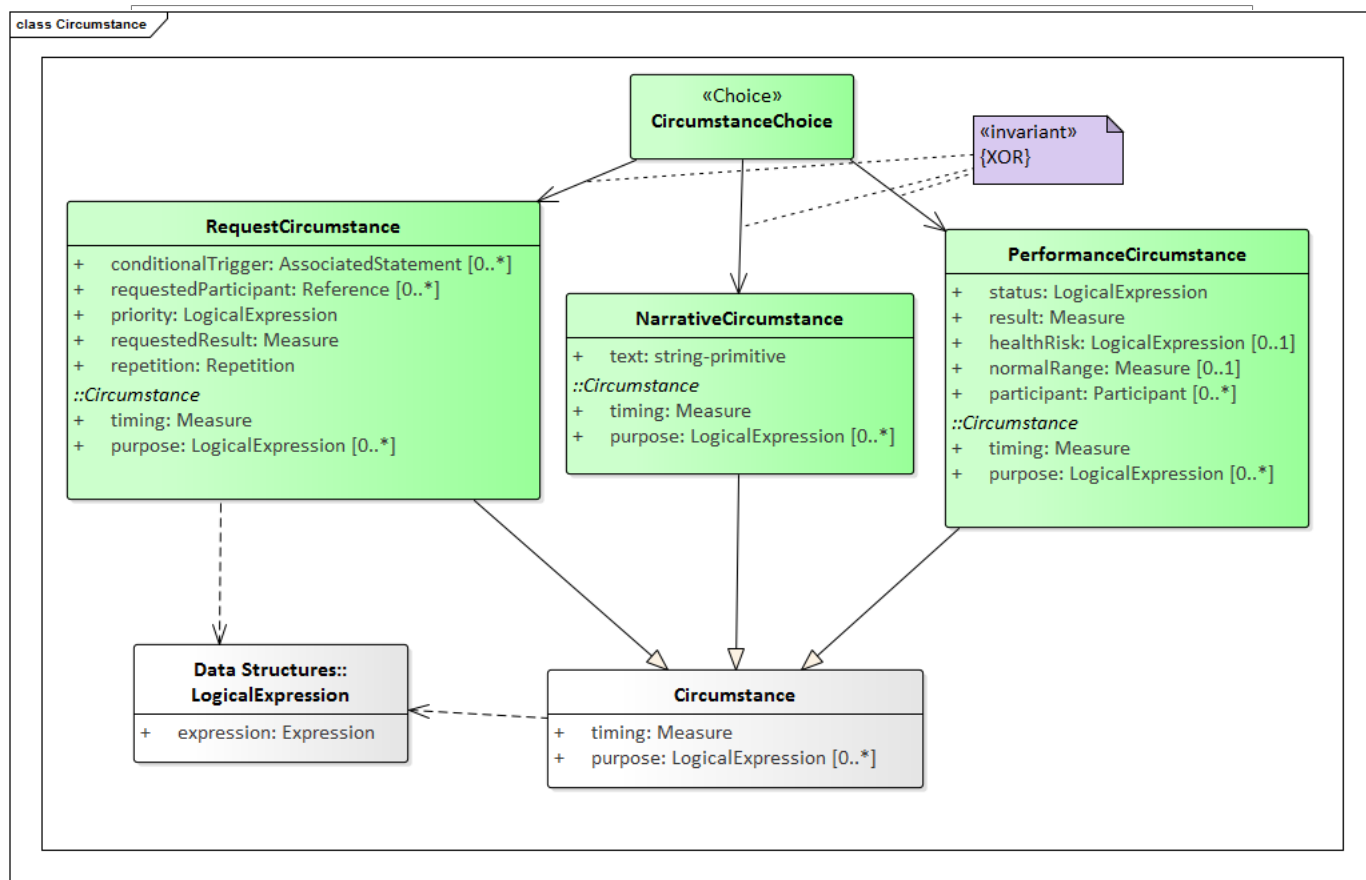 class Circumstance
«Choice»
CircumstanceChoice
«invariant»
{XOR}
RequestCircumstance
+ conditionalTrigger: AssociatedStatement [0..*]
+ requestedParticipant: Reference [0..*]
+ priority: LogicalExpression
+ requestedResult: Measure
+ repetition: Repetition
::Circumstance
+ timing: Measure
+ purpose: LogicalExpression [0..*]
NarrativeCircumstance
+ text: string-primitive
::Circumstance
+ timing: Measure
+ purpose: LogicalExpression [0..*]
PerformanceCircumstance
+ status: LogicalExpression
+ result: Measure
+ healthRisk: LogicalExpression [0..1]
+ normalRange: Measure [0..1]
+ participant: Participant [0..*]
::Circumstance
+ timing: Measure
+ purpose: LogicalExpression [0..*]
Data Structures::
LogicalExpression
+ expression: Expression
Circumstance
+ timing: Measure
+ purpose: LogicalExpression [0..*]